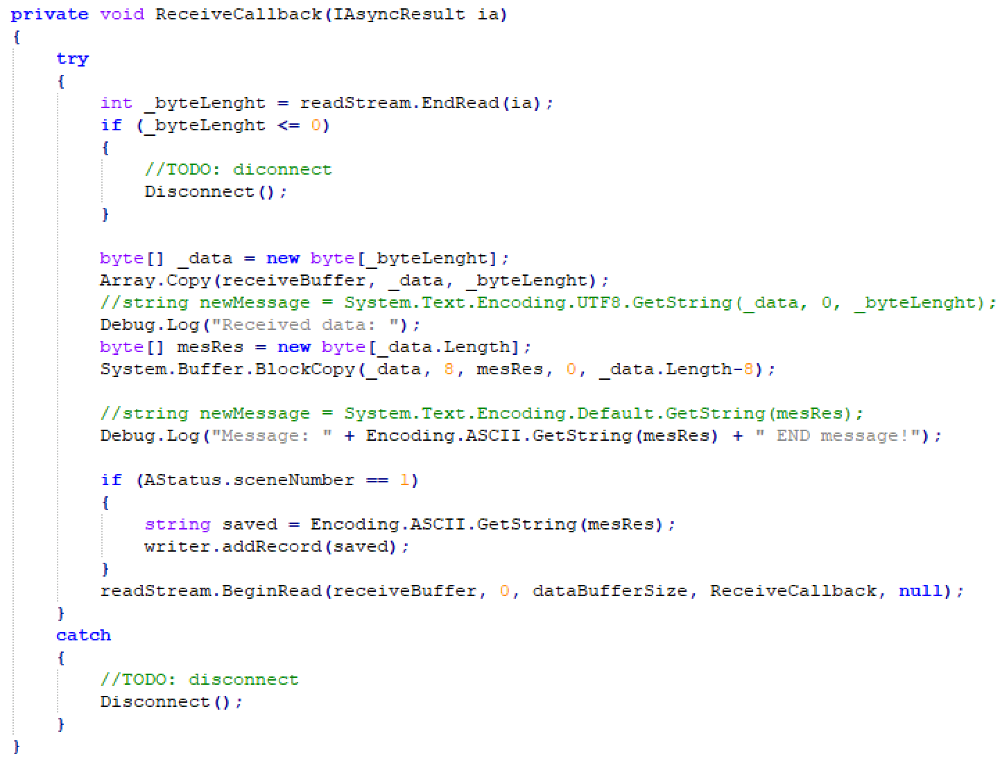 private void ReceiveCallback(IAsyncResult ia)
{
try
{
int _byteLenght = readStream.EndRead(ia);
if (_byteLenght <= 0)
{
//TODO: diconnect
Disconnect();
}
byte[] _data = new byte[_byteLenght];
Array.Copy(receiveBuffer, _data, _byteLenght);
//string newMessage = System.Text.Encoding.UTF8.GetString(_data, 0, _byteLenght);
Debug.Log("Received data: ");
byte[] mesRes = new byte[_data.Length];
System.Buffer.BlockCopy(_data, 8, mesRes, 0, _data.Length-8);
//string newMessage = System.Text.Encoding.Default.GetString(mesRes);
Debug.Log("Message: " + Encoding.ASCII.GetString(mesRes) + " END message!");
if (AStatus.sceneNumber == 1)
{
string saved = Encoding.ASCII.GetString(mesRes);
writer.addRecord(saved);
}
readStream.BeginRead(receiveBuffer, 0, dataBufferSize, ReceiveCallback, null);
}
catch
{
//TODO: disconnect
Disconnect();
}
}